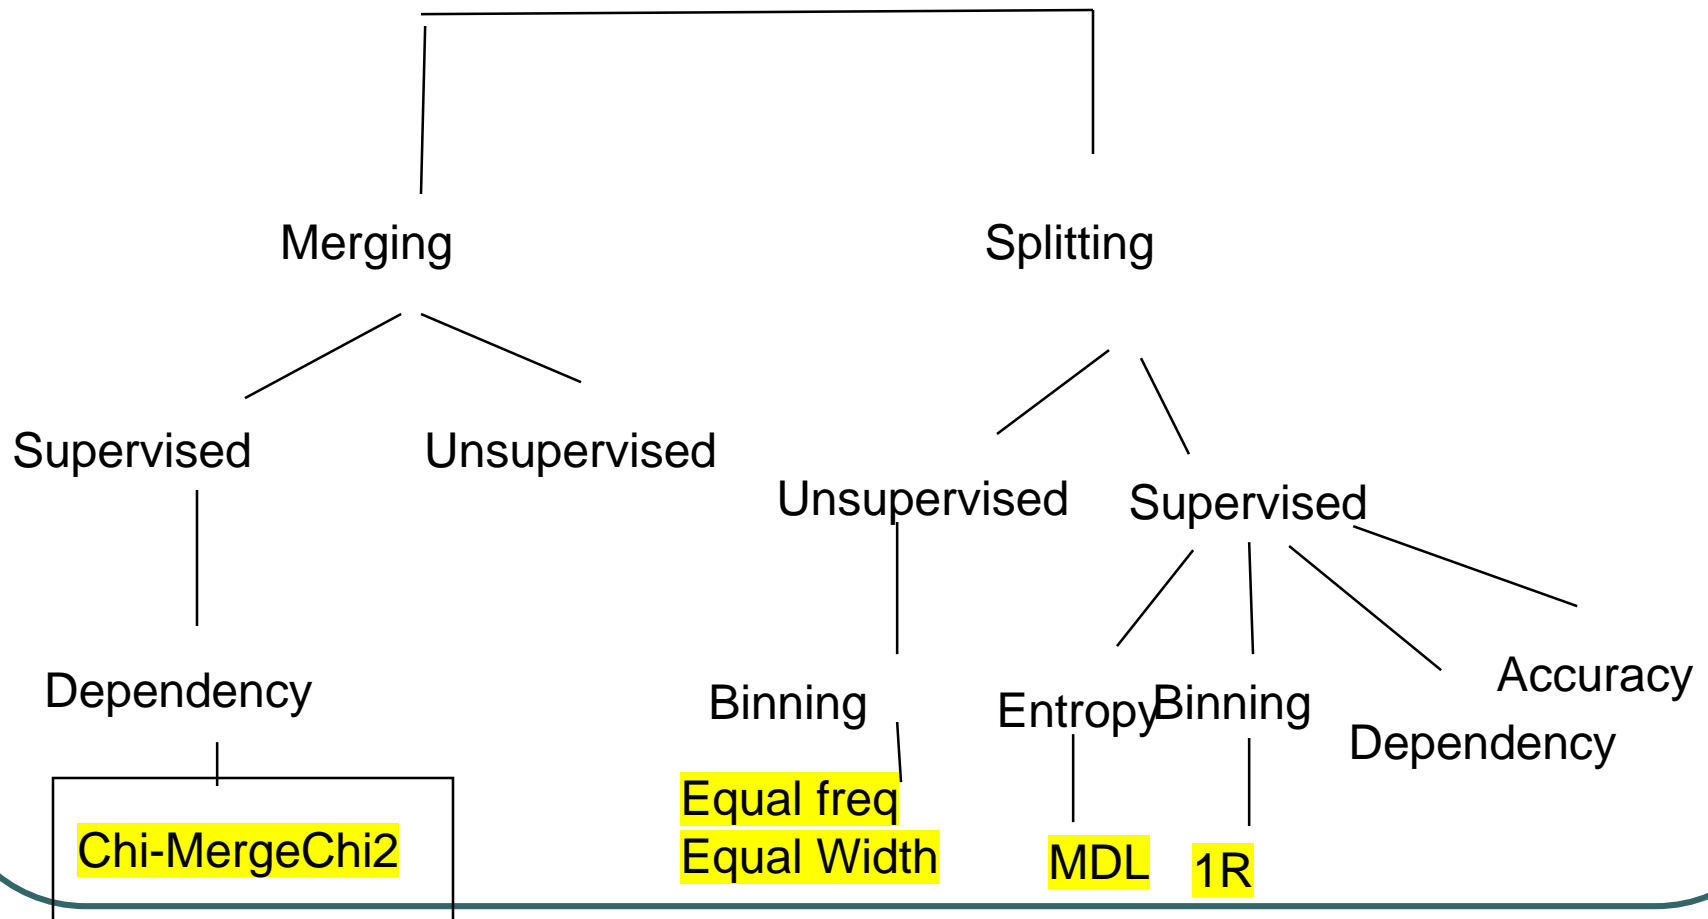 Merging
Splitting
Supervised
Unsupervised
Unsupervised
Supervised
Dependency
Binning
Entropy
Binning
Accuracy
Dependency
Chi-MergeChi2
Equal freq
Equal Width
MDL
1R